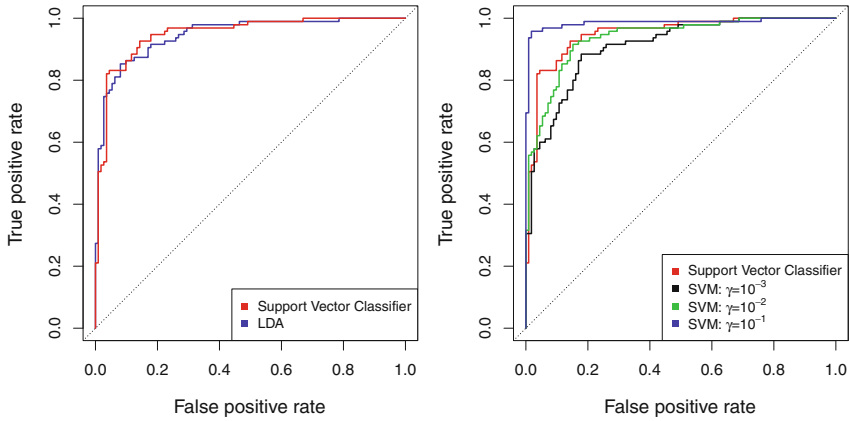 1.0
0.8
0.6
0.4
0.2
0.0
True positive rate
0.0 0.2 0.4 0.6 0.8 1.0
False positive rate
Support Vector Classifier
LDA
1.0
0.8
0.6
0.4
0.2
0.0
True positive rate
0.0 0.2 0.4 0.6 0.8 1.0
False positive rate
Support Vector Classifier
SVM: γ=10⁻³
SVM: γ=10⁻²
SVM: γ=10⁻¹